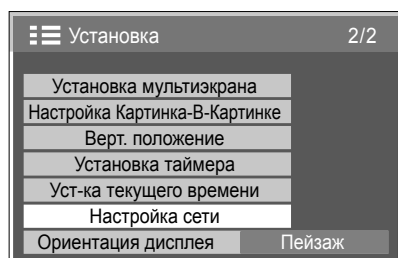 Установка 2/2
Установка мультиэкрана
Настройка Картинка-В-Картинке
Верт. положение
Установка таймера
Уст-ка текущего времени
Настройка сети
Ориентация дисплея Пейзаж